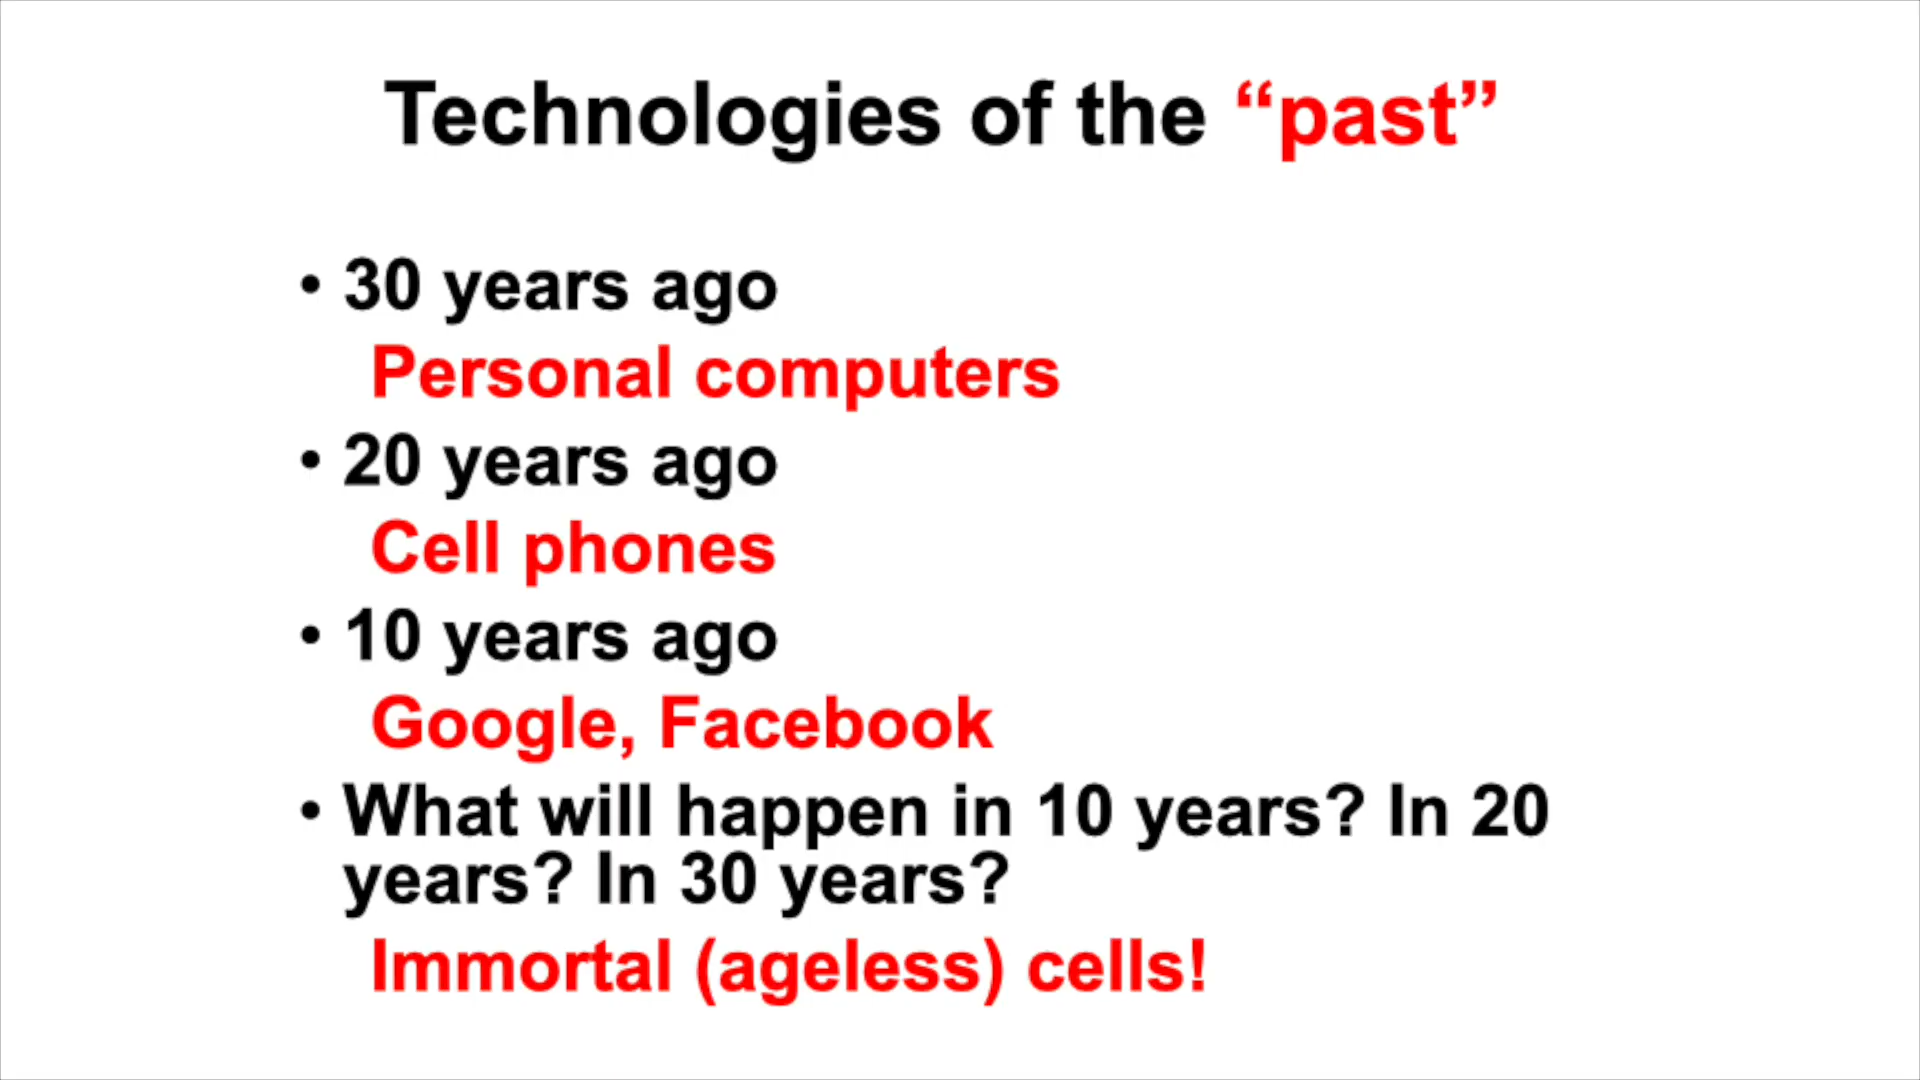 Technologies of the “past”
• 30 years ago
Personal computers
• 20 years ago
Cell phones
• 10 years ago
Google, Facebook
• What will happen in 10 years? In 20
years? In 30 years?
Immortal (ageless) cells!